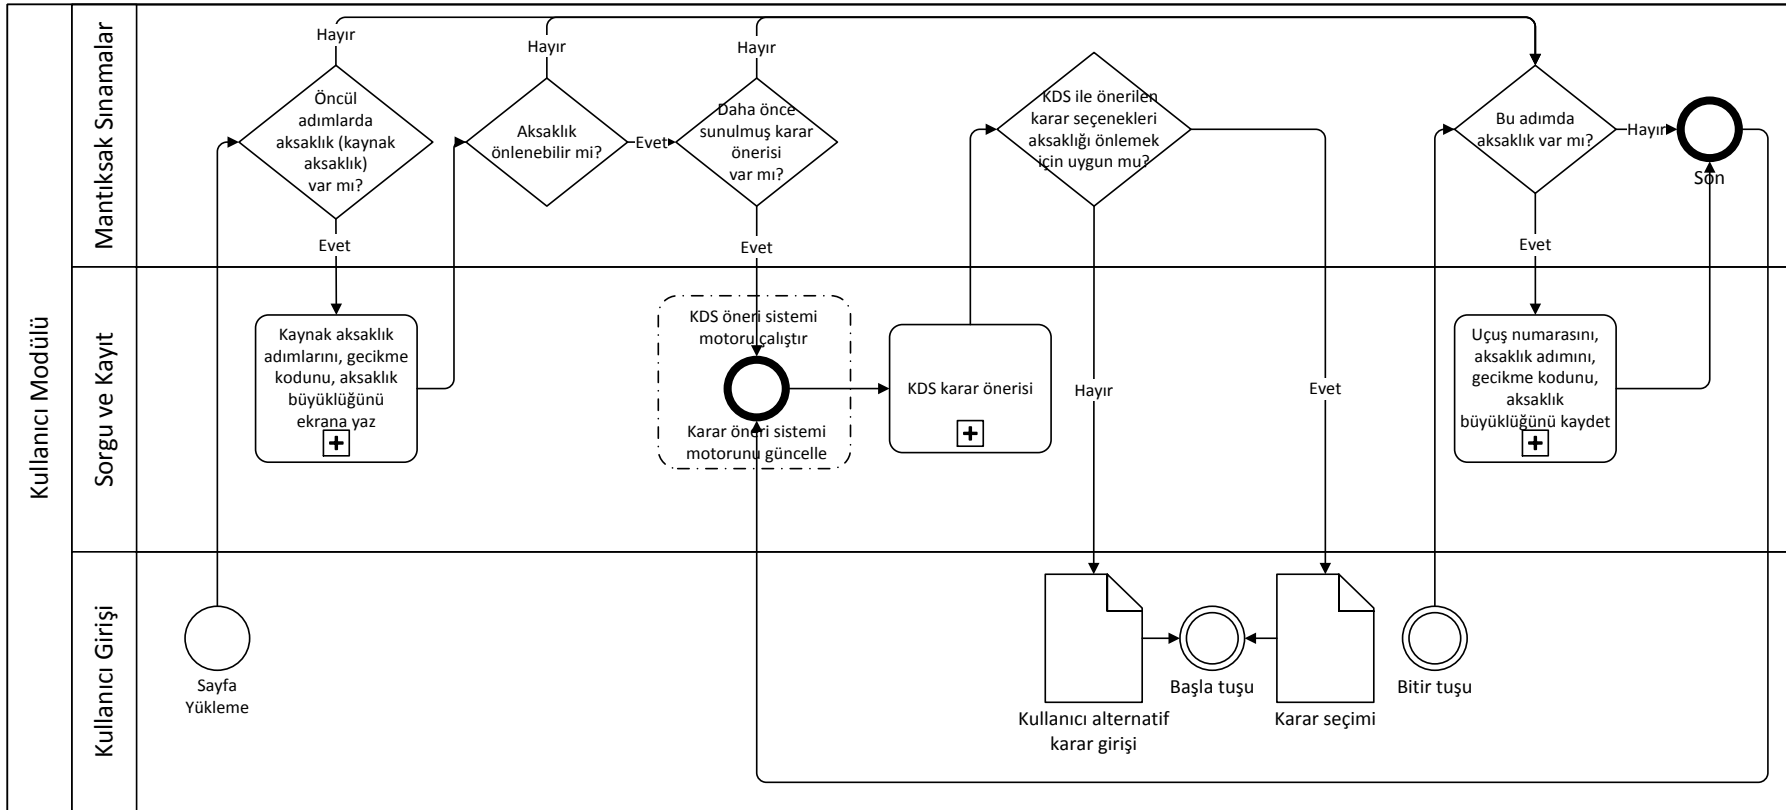 Kullanıcı Modülü
Mantıksak Sınamalar
Hayır
Hayır
Hayır
Öncül
adımlarda
aksaklık (kaynak
aksaklık)
var mı?
Aksaklık
önlenebilir mi?
Evet
Daha önce
sunulmuş karar
önerisi
var mı?
KDS ile önerilen
karar seçenekleri
aksaklığı önlemek
için uygun mu?
Bu adımda
aksaklık var mı?
Hayır
Son
Evet
Evet
Evet
Sorgu ve Kayıt
Kaynak aksaklık
adımlarını, gecikme
kodunu, aksaklık
büyüklüğünü
ekrana yaz
KDS öneri sistemi
motoru çalıştır
Karar öneri sistemi
motorunu güncelle
KDS karar önerisi
Hayır
Evet
Uçuş numarasını,
aksaklık adımını,
gecikme kodunu,
aksaklık
büyüklüğünü kaydet
Kullanıcı Girişi
Sayfa
Yükleme
Kullanıcı alternatif
karar girişi
Başla tuşu
Karar seçimi
Bitir tuşu